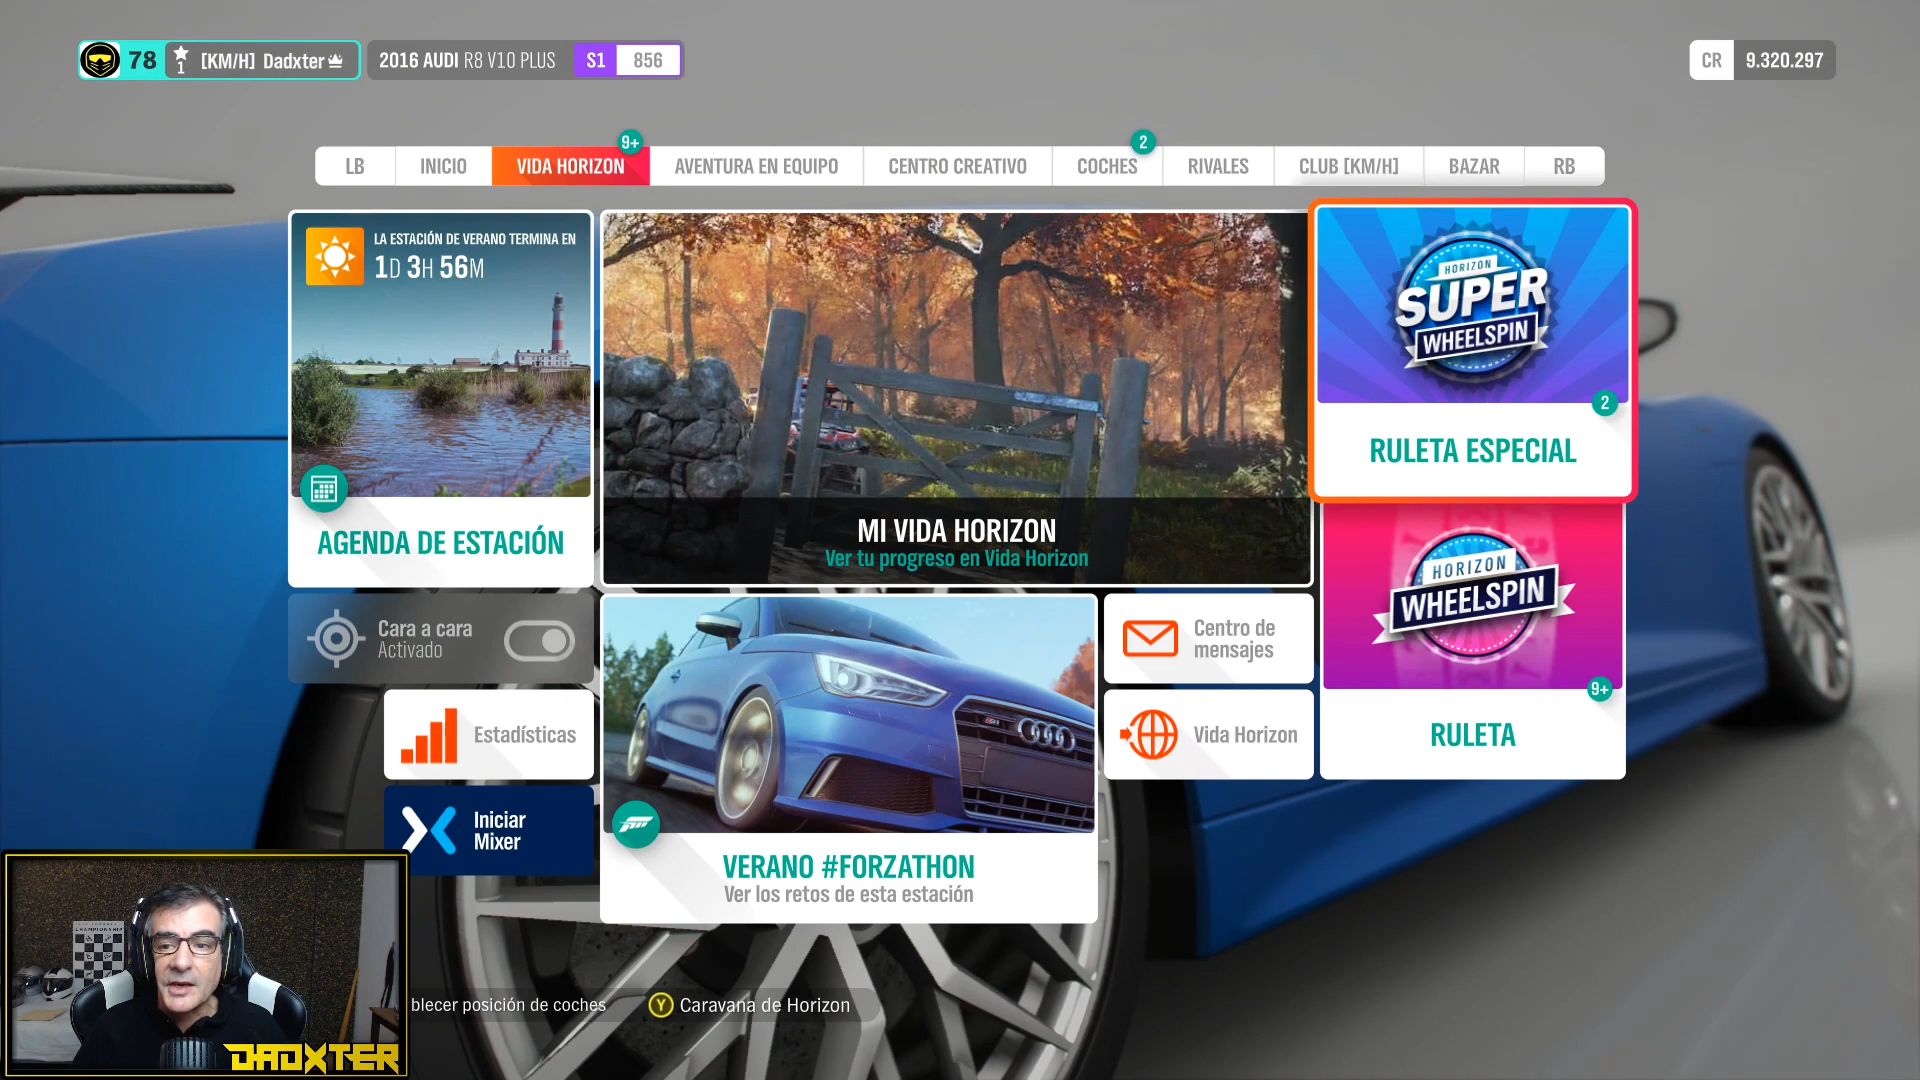 78
1
[KM/H] Dadxter
2016 AUDI R8 V10 PLUS
S1 856
CR 9.320.297
9+
2
LB INICIO VIDA HORIZON AVENTURA EN EQUIPO CENTRO CREATIVO COCHES RIVALES CLUB [KM/H] BAZAR RB
LA ESTACIÓN DE VERANO TERMINA EN
1D 3H 56M
AGENDA DE ESTACIÓN
MI VIDA HORIZON
Ver tu progreso en Vida Horizon
HORIZON
SUPER
WHEELSPIN
2
RULETA ESPECIAL
HORIZON
WHEELSPIN
9+
RULETA
Cara a cara
Activado
Estadísticas
Iniciar
Mixer
VERANO #FORZATHON
Ver los retos de esta estación
Centro de
mensajes
Vida Horizon
CHAMPIONSHIP
blecer posición de coches
Y Caravana de Horizon
DADXTER